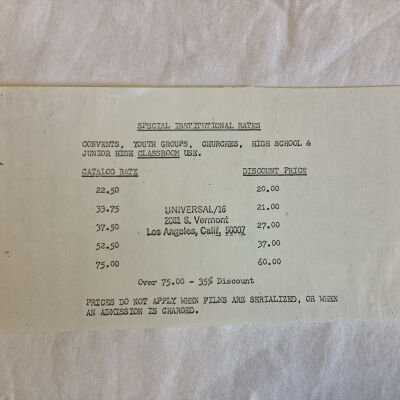 SPECIAL INSTITUTIONAL RATES
CONVENTS, YOUTH GROUPS, CHURCHES, HIGH SCHOOL &
JUNIOR HIGH CLASSROOM USE.
CATALOG RATE DISCOUNT PRICE
22.50 20.00
33.75 21.00
37.50 27.00
52.50 37.00
75.00 60.00
UNIVERSAL/16
2001 S. Vermont
Los Angeles, Calif. 90007
Over 75.00 - 35% Discount
PRICES DO NOT APPLY WHEN FILMS ARE SERIALIZED, OR WHEN
AN ADMISSION IS CHARGED.